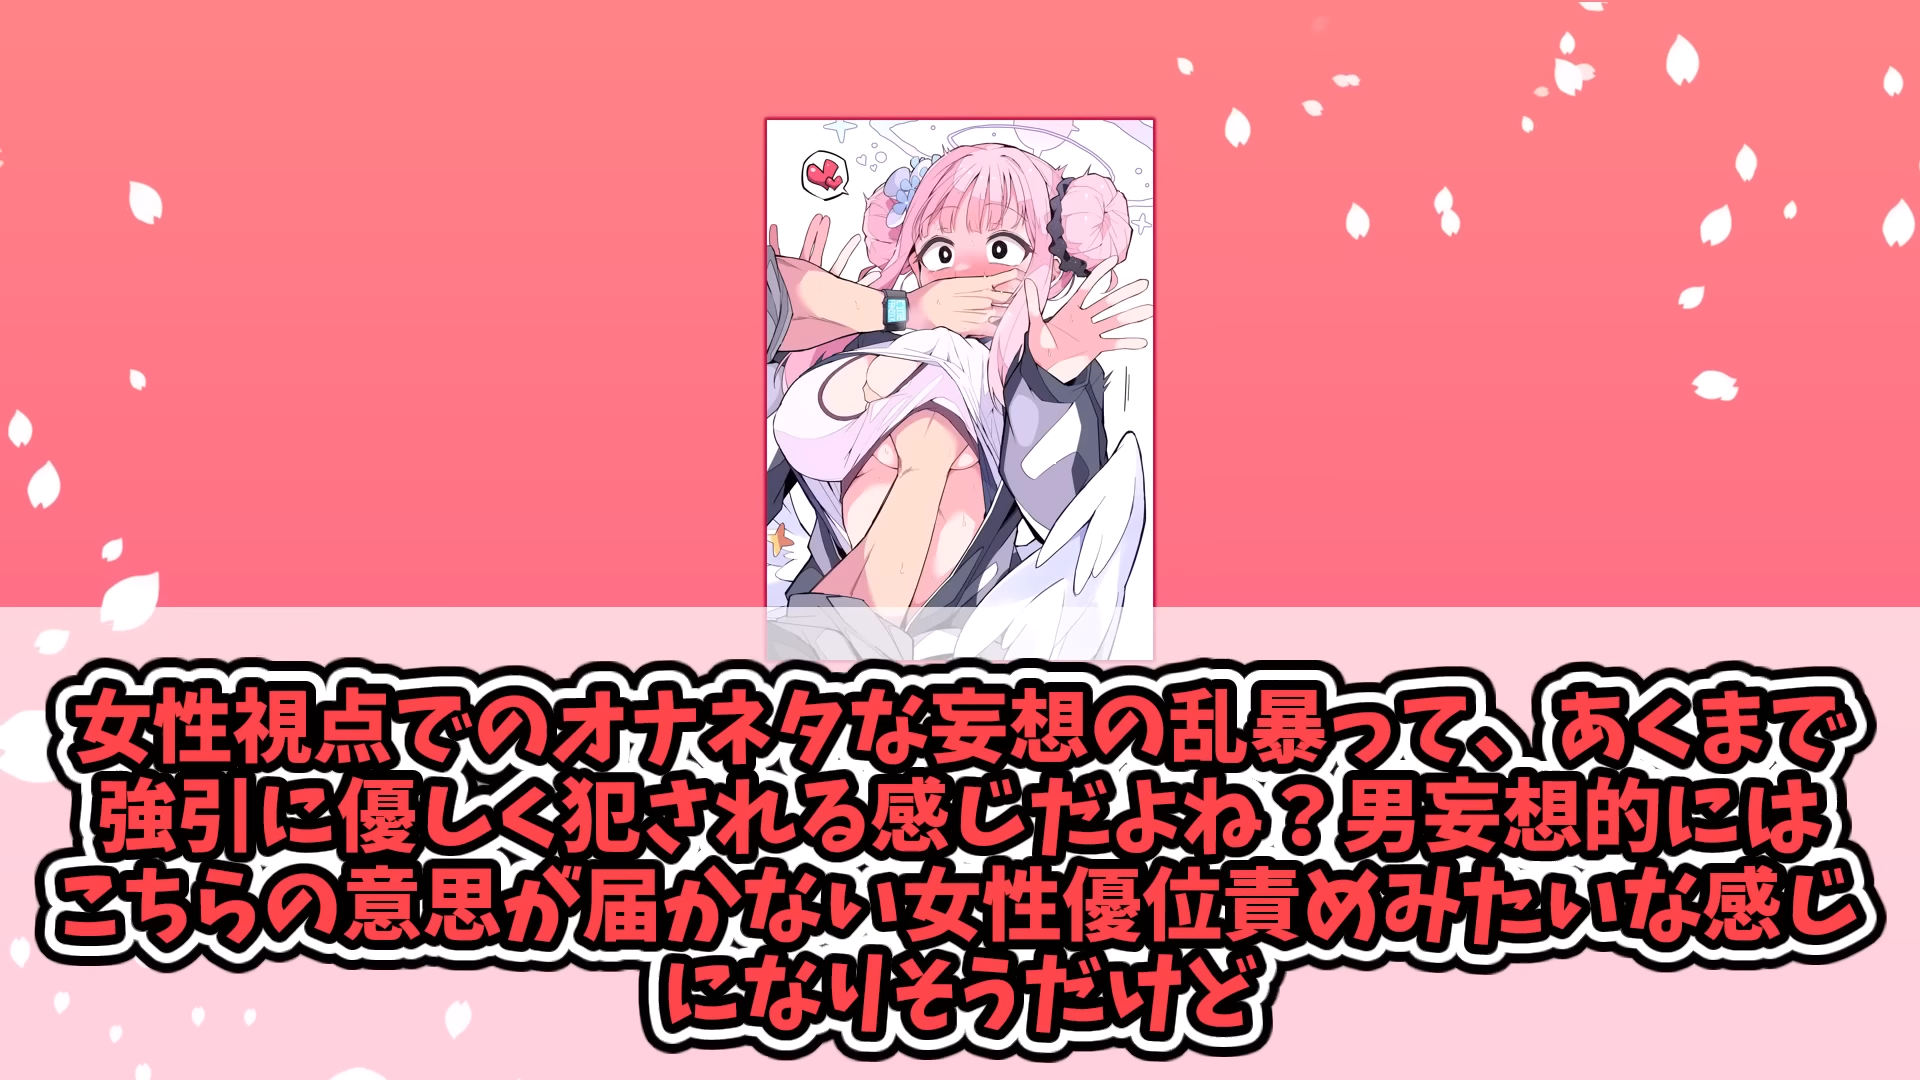 女性視点でのオナネタな妄想の乱暴って、あくまで
強引に優しく犯される感じだよね？男妄想的には
こちらの意思が届かない女性優位責めみたいな感じ
になりそうだけど